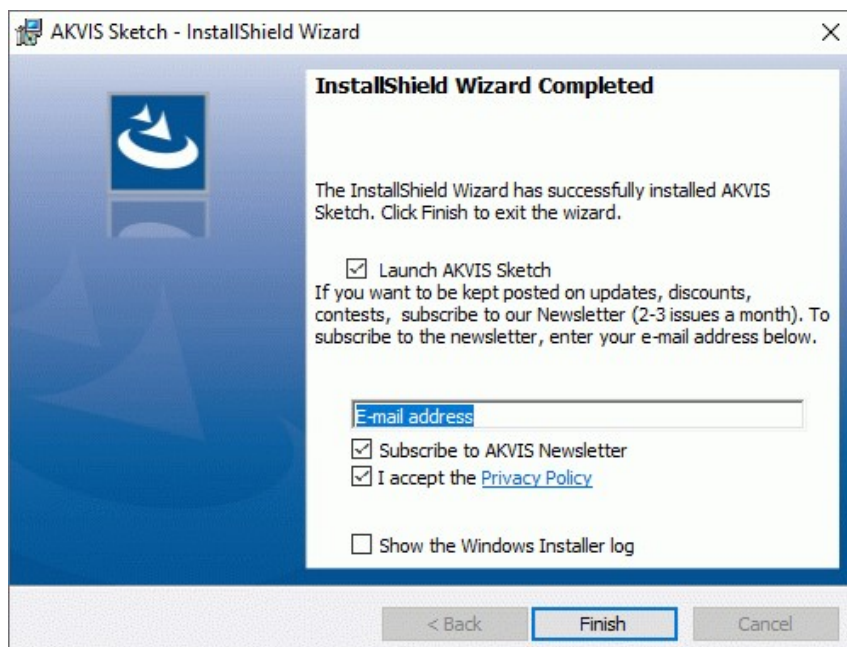 AKVIS Sketch - InstallShield Wizard
InstallShield Wizard Completed
The InstallShield Wizard has successfully installed AKVIS
Sketch. Click Finish to exit the wizard.
Launch AKVIS Sketch
If you want to be kept posted on updates, discounts,
contests, subscribe to our Newsletter (2-3 issues a month). To
subscribe to the newsletter, enter your e-mail address below.
E-mail address
Subscribe to AKVIS Newsletter
I accept the Privacy Policy
Show the Windows Installer log
< Back Finish Cancel